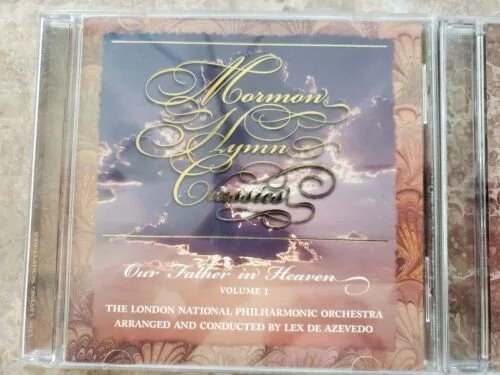 Mormon
Hymn
Classics
Our Father in Heaven
VOLUME I
THE LONDON NATIONAL PHILHARMONIC ORCHESTRA
ARRANGED AND CONDUCTED BY LEX DE AZEVEDO